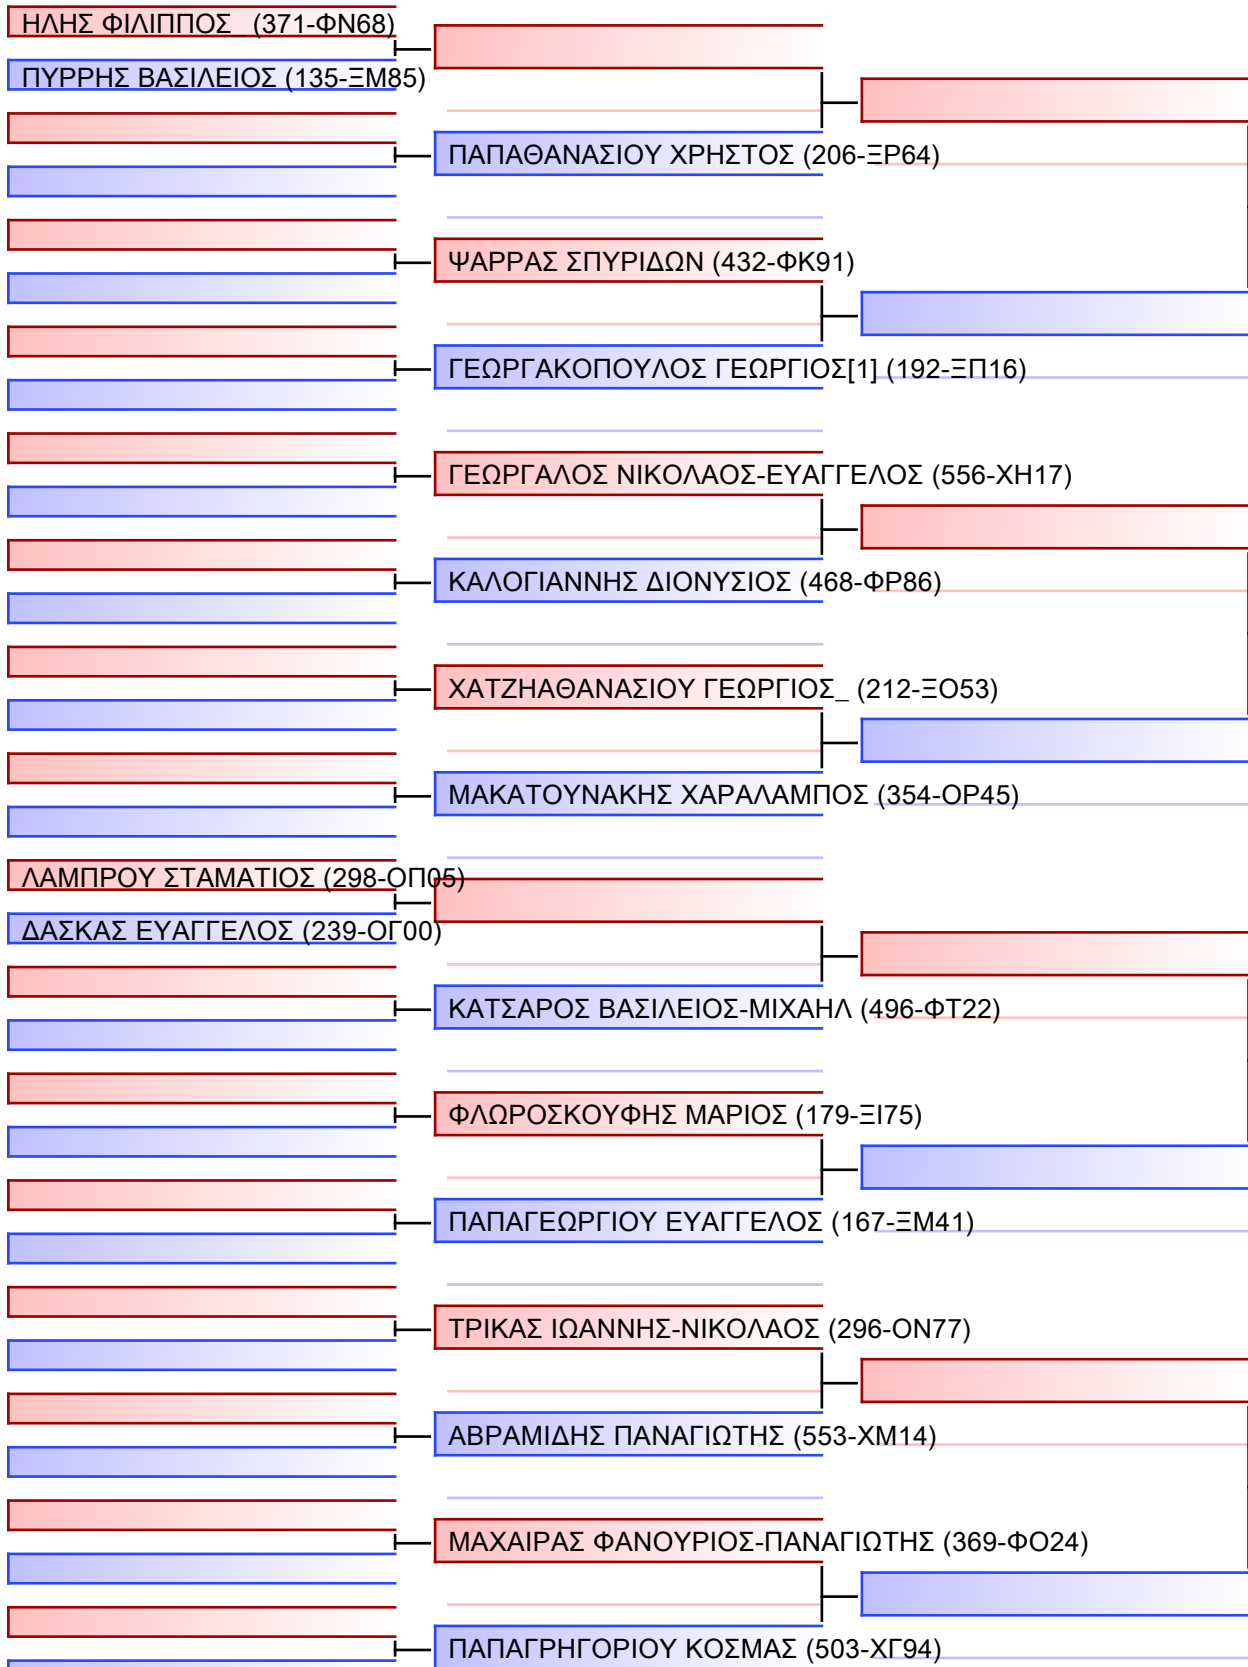 ΗΛΗΣ ΦΙΛΙΠΠΟΣ_ (371-ΦΝ68)
ΠΥΡΡΗΣ ΒΑΣΙΛΕΙΟΣ (135-ΞΜ85)
ΠΑΠΑΘΑΝΑΣΙΟΥ ΧΡΗΣΤΟΣ (206-ΞΡ64)
ΨΑΡΡΑΣ ΣΠΥΡΙΔΩΝ (432-ΦΚ91)
ΓΕΩΡΓΑΚΟΠΟΥΛΟΣ ΓΕΩΡΓΙΟΣ[1] (192-ΞΠ16)
ΓΕΩΡΓΑΛΟΣ ΝΙΚΟΛΑΟΣ-ΕΥΑΓΓΕΛΟΣ (556-ΧΗ17)
ΚΑΛΟΓΙΑΝΝΗΣ ΔΙΟΝΥΣΙΟΣ (468-ΦΡ86)
ΧΑΤΖΗΑΘΑΝΑΣΙΟΥ ΓΕΩΡΓΙΟΣ_ (212-ΞΟ53)
ΜΑΚΑΤΟΥΝΑΚΗΣ ΧΑΡΑΛΑΜΠΟΣ (354-ΟΡ45)
ΛΑΜΠΡΟΥ ΣΤΑΜΑΤΙΟΣ (298-ΟΠ05)
ΔΑΣΚΑΣ ΕΥΑΓΓΕΛΟΣ (239-ΟΓ00)
ΚΑΤΣΑΡΟΣ ΒΑΣΙΛΕΙΟΣ-ΜΙΧΑΗΛ (496-ΦΤ22)
ΦΛΩΡΟΣΚΟΥΦΗΣ ΜΑΡΙΟΣ (179-ΞΙ75)
ΠΑΠΑΓΕΩΡΓΙΟΥ ΕΥΑΓΓΕΛΟΣ (167-ΞΜ41)
ΤΡΙΚΑΣ ΙΩΑΝΝΗΣ-ΝΙΚΟΛΑΟΣ (296-ΟΝ77)
ΑΒΡΑΜΙΔΗΣ ΠΑΝΑΓΙΩΤΗΣ (553-ΧΜ14)
ΜΑΧΑΙΡΑΣ ΦΑΝΟΥΡΙΟΣ-ΠΑΝΑΓΙΩΤΗΣ (369-ΦΟ24)
ΠΑΠΑΓΡΗΓΟΡΙΟΥ ΚΟΣΜΑΣ (503-ΧΓ94)